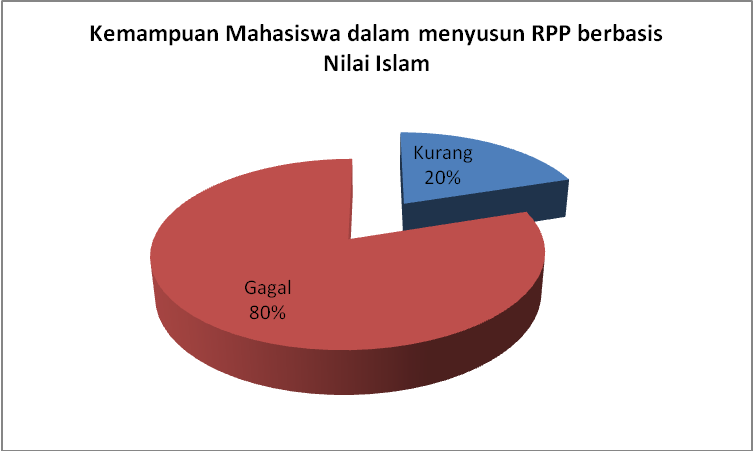 Kemampuan Mahasiswa dalam menyusun RPP berbasis
Nilai Islam
Kurang
20%
Gagal
80%